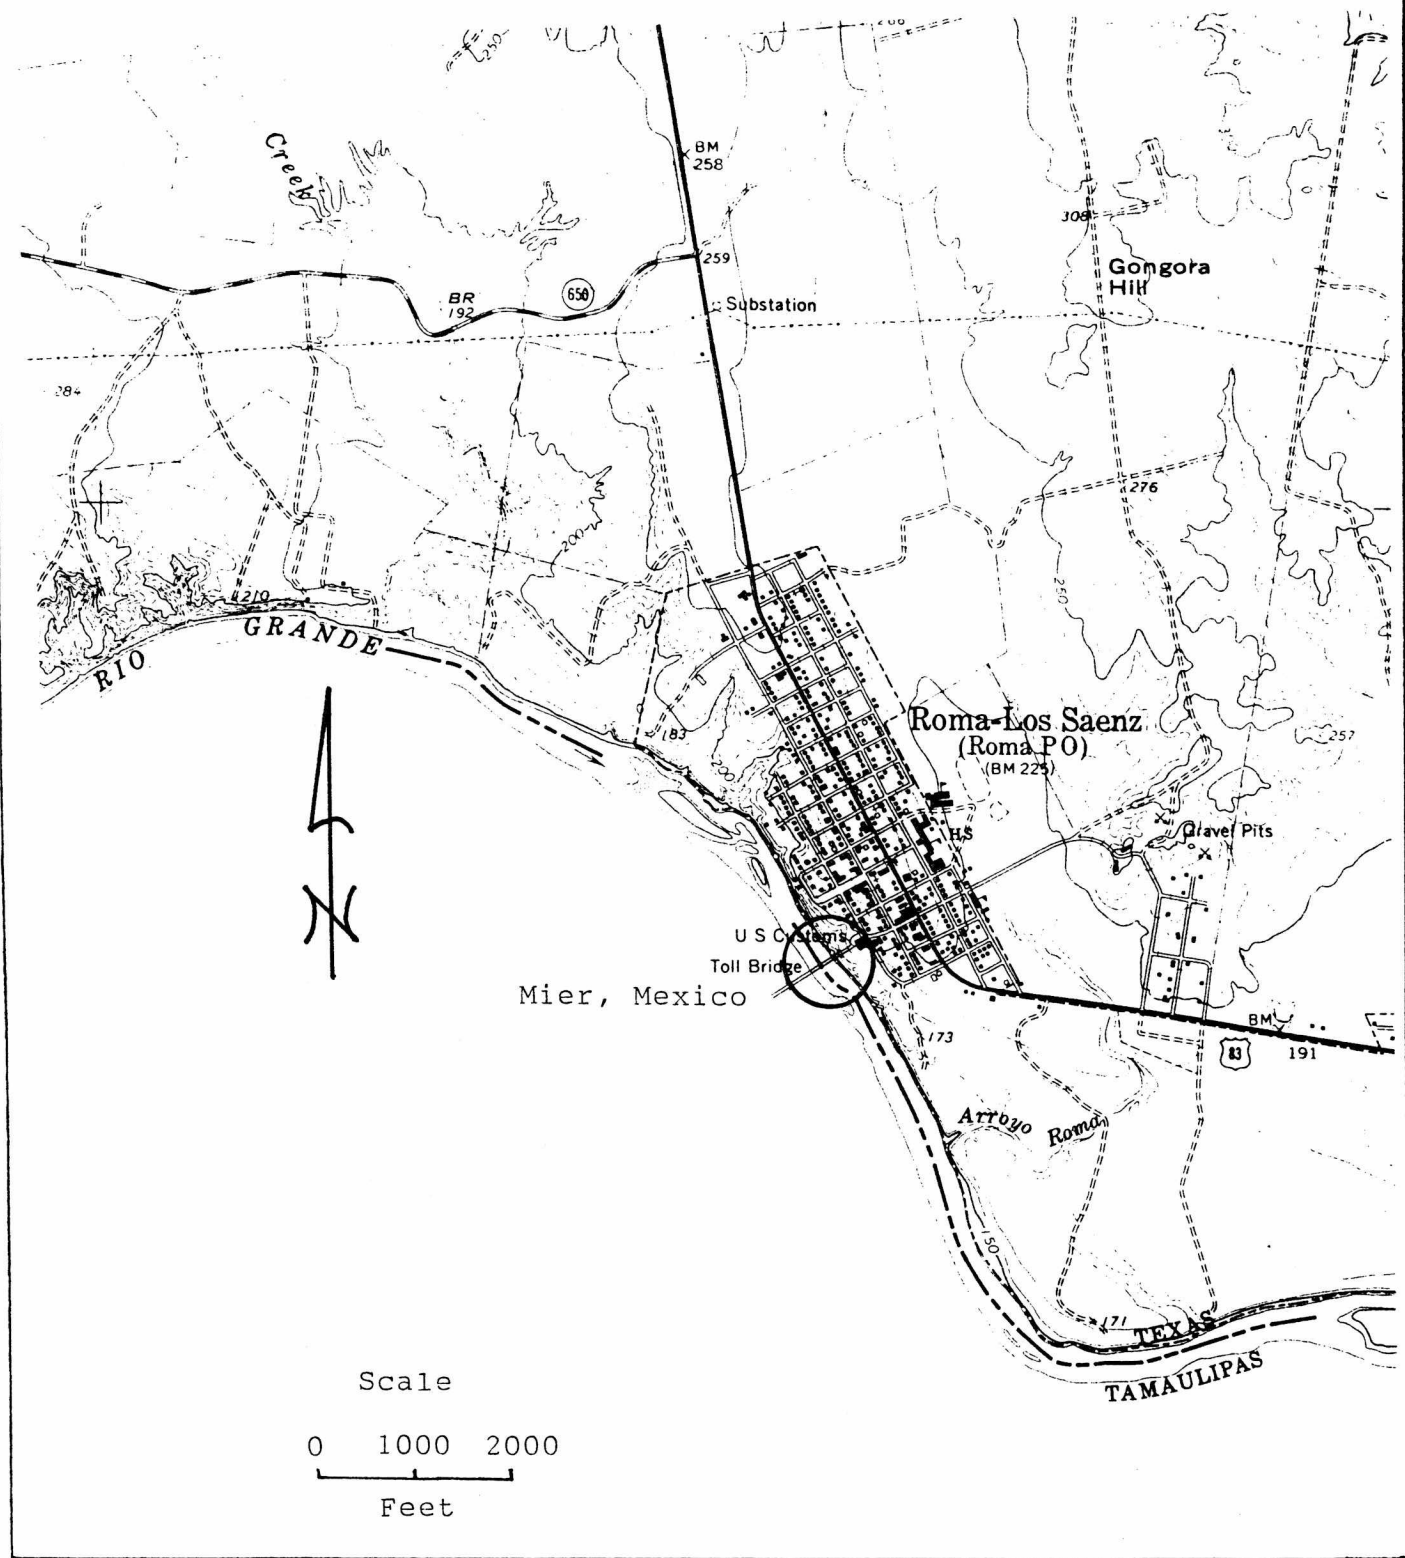 250
Creek
BM
258
308
259
Gongora
Hill
BR
192
650
Substation
284
276
200
250
210
GRANDE
RIO
183
200
Roma-Los Saenz
(Roma PO)
(BM 225)
257
HS
Gravel Pits
U S Customs
Toll Bridge
Mier, Mexico
N
BM
83
191
173
Arroyo Roma
150
171
TEXAS
TAMAULIPAS
Scale
0 1000 2000
Feet